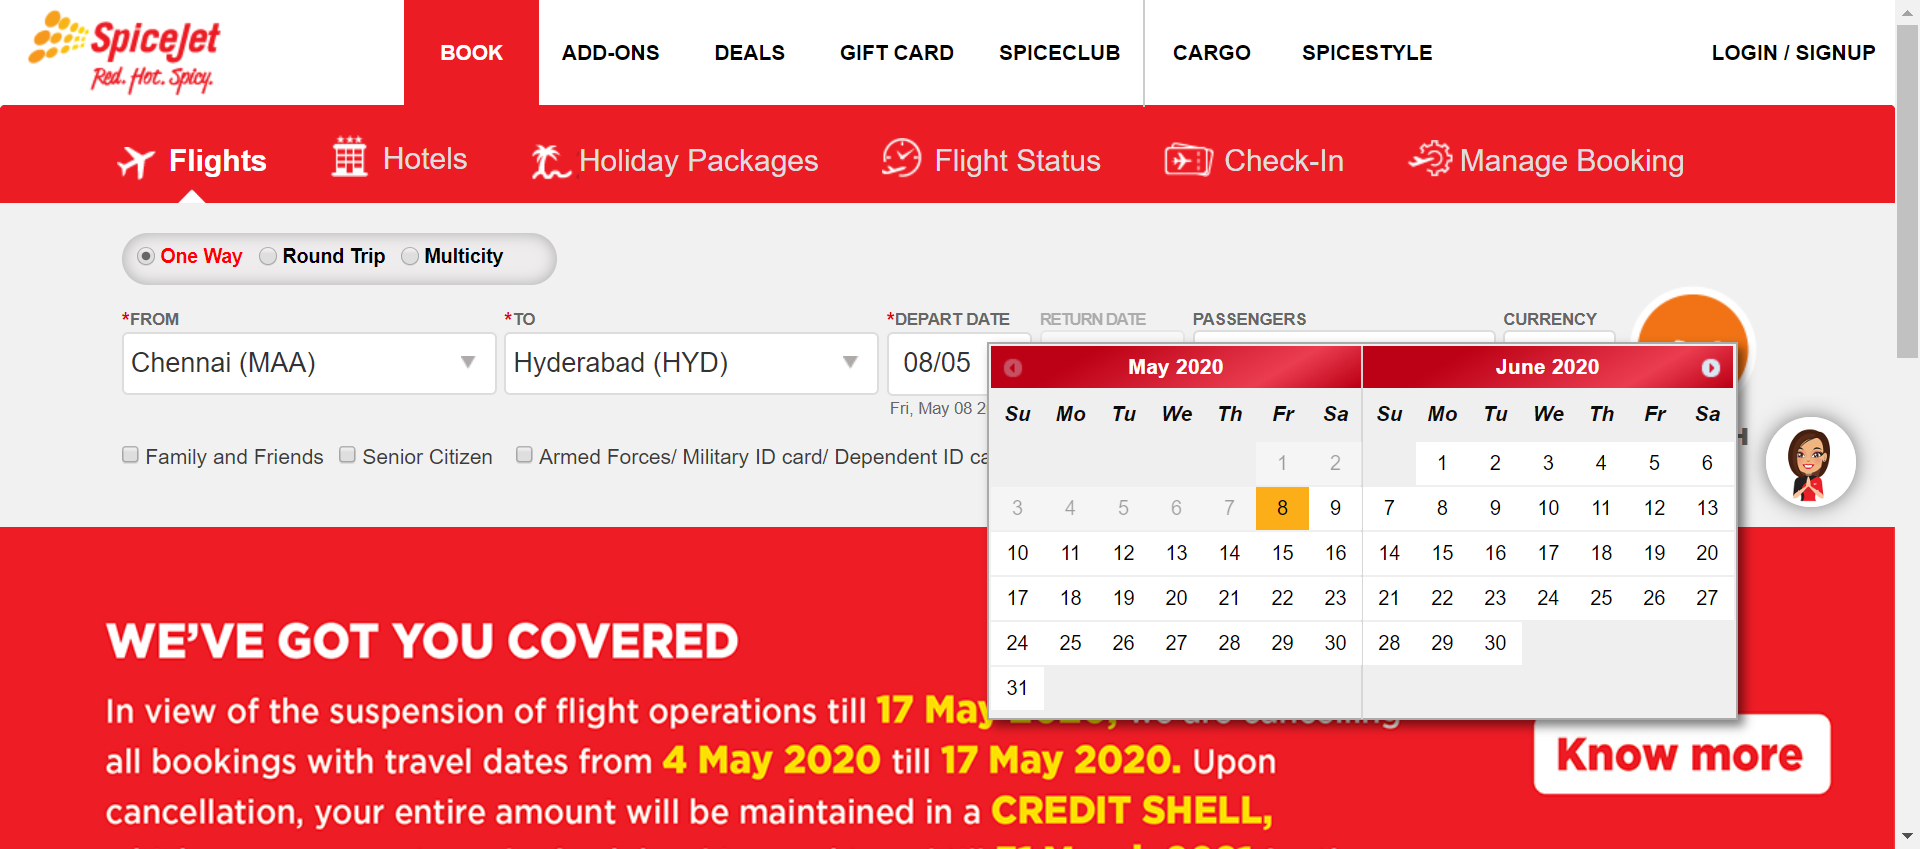 SpiceJet
Red. Hot. Spicy.
BOOK ADD-ONS DEALS GIFT CARD SPICECLUB CARGO SPICESTYLE LOGIN / SIGNUP
Flights Hotels Holiday Packages Flight Status Check-In Manage Booking
One Way Round Trip Multicity
*FROM *TO *DEPART DATE RETURN DATE PASSENGERS CURRENCY
Chennai (MAA) Hyderabad (HYD) 08/05
Fri, May 08 2
Family and Friends Senior Citizen Armed Forces/ Military ID card/ Dependent ID ca
May 2020 June 2020
Su Mo Tu We Th Fr Sa Su Mo Tu We Th Fr Sa
1 2 1 2 3 4 5 6
3 4 5 6 7 8 9 7 8 9 10 11 12 13
10 11 12 13 14 15 16 14 15 16 17 18 19 20
17 18 19 20 21 22 23 21 22 23 24 25 26 27
24 25 26 27 28 29 30 28 29 30
31
WE'VE GOT YOU COVERED
In view of the suspension of flight operations till 17 May 2020, we are cancelling
all bookings with travel dates from 4 May 2020 till 17 May 2020. Upon
cancellation, your entire amount will be maintained in a CREDIT SHELL,
Know more